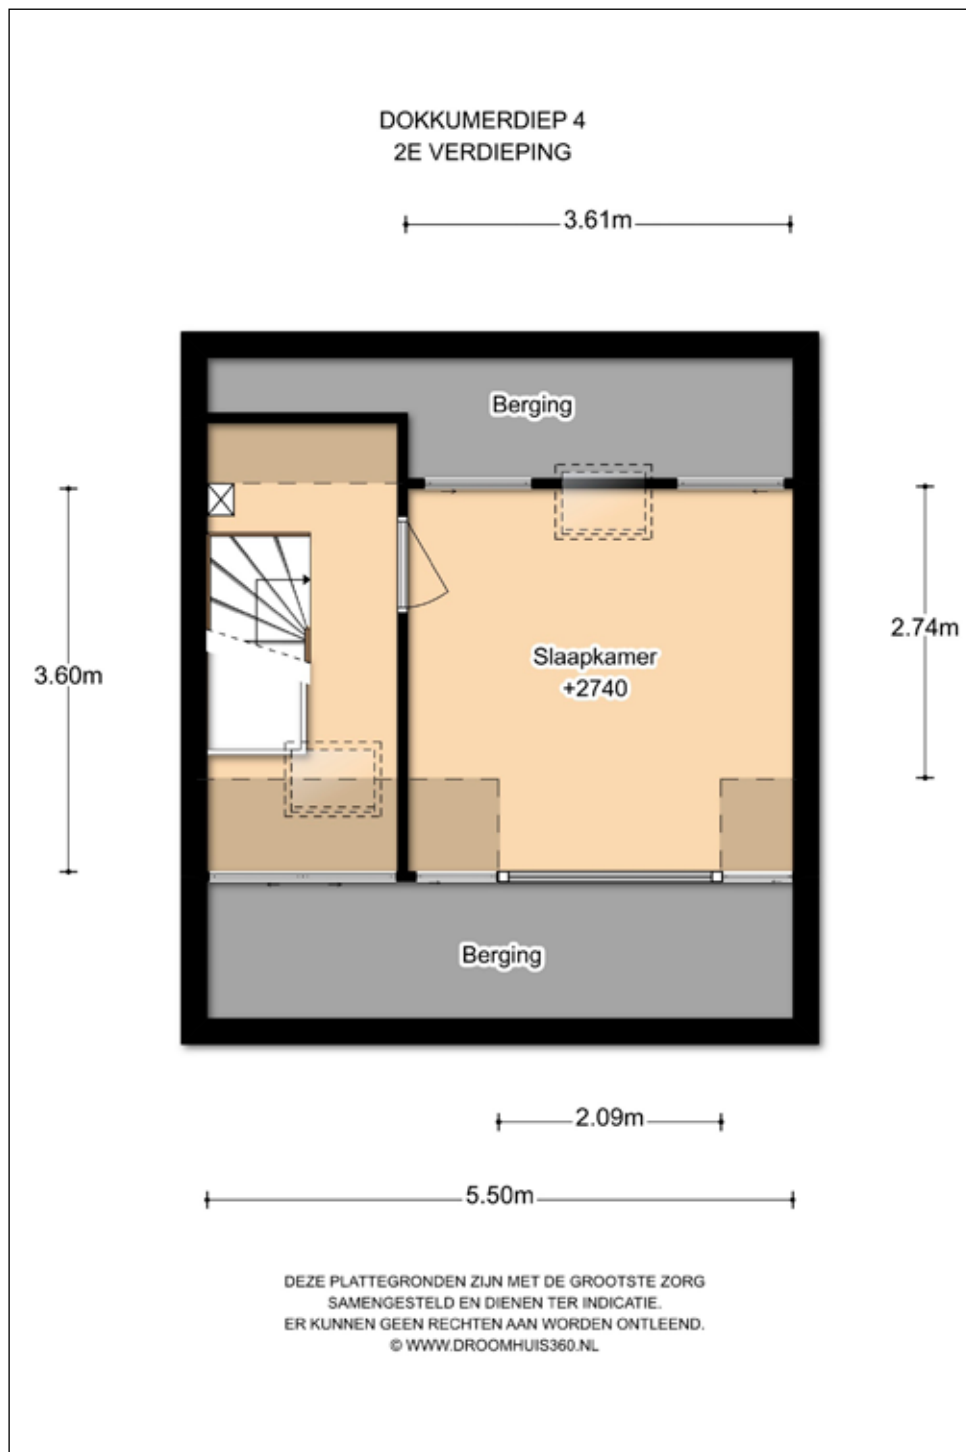 DOKKUMERDIEP 4
2E VERDIEPING
3.61m
Berging
2.74m
Slaapkamer
+2740
3.60m
Berging
2.09m
5.50m
DEZE PLATTEGRONDEN ZIJN MET DE GROOTSTE ZORG
SAMENGESTELD EN DIENEN TER INDICATIE.
ER KUNNEN GEEN RECHTEN AAN WORDEN ONTLEEND.
© WWW.DROOMHUIS360.NL